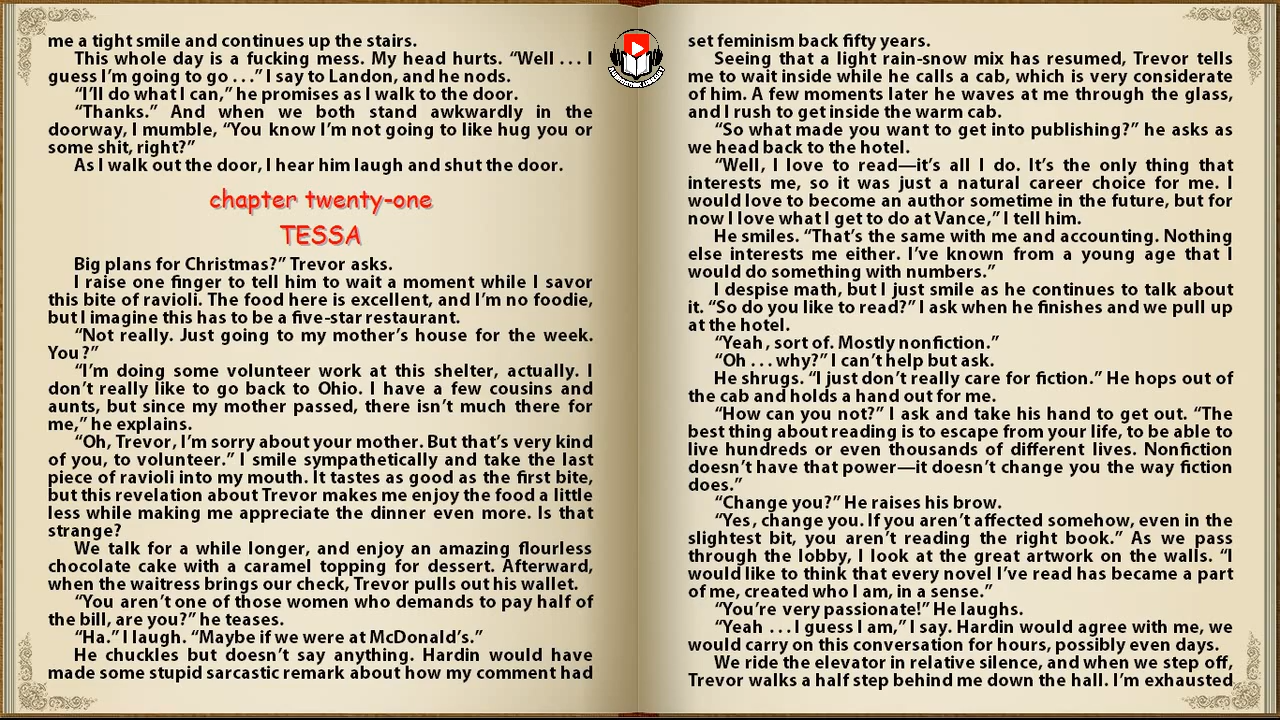 me a tight smile and continues up the stairs.
This whole day is a fucking mess. My head hurts. “Well . . . I
guess I’m going to go . . .” I say to Landon, and he nods.
“I’ll do what I can,” he promises as I walk to the door.
“Thanks.” And when we both stand awkwardly in the
doorway, I mumble, “You know I’m not going to like hug you or
some shit, right?”
As I walk out the door, I hear him laugh and shut the door.
chapter twenty-one
TESSA
Big plans for Christmas?” Trevor asks.
I raise one finger to tell him to wait a moment while I savor
this bite of ravioli. The food here is excellent, and I’m no foodie,
but I imagine this has to be a five-star restaurant.
“Not really. Just going to my mother’s house for the week.
You?”
“I’m doing some volunteer work at this shelter, actually. I
don’t really like to go back to Ohio. I have a few cousins and
aunts, but since my mother passed, there isn’t much there for
me,” he explains.
“Oh, Trevor, I’m sorry about your mother. But that’s very kind
of you, to volunteer.” I smile sympathetically and take the last
piece of ravioli into my mouth. It tastes as good as the first bite,
but this revelation about Trevor makes me enjoy the food a little
less while making me appreciate the dinner even more. Is that
strange?
We talk for a while longer, and enjoy an amazing flourless
chocolate cake with a caramel topping for dessert. Afterward,
when the waitress brings our check, Trevor pulls out his wallet.
“You aren’t one of those women who demands to pay half of
the bill, are you?” he teases.
“Ha.” I laugh. “Maybe if we were at McDonald’s.”
He chuckles but doesn’t say anything. Hardin would have
made some stupid sarcastic remark about how my comment had
set feminism back fifty years.
Seeing that a light rain-snow mix has resumed, Trevor tells
me to wait inside while he calls a cab, which is very considerate
of him. A few moments later he waves at me through the glass,
and I rush to get inside the warm cab.
“So what made you want to get into publishing?” he asks as
we head back to the hotel.
“Well, I love to read—it’s all I do. It’s the only thing that
interests me, so it was just a natural career choice for me. I
would love to become an author sometime in the future, but for
now I love what I get to do at Vance,” I tell him.
He smiles. “That’s the same with me and accounting. Nothing
else interests me either. I’ve known from a young age that I
would do something with numbers.”
I despise math, but I just smile as he continues to talk about
it. “So do you like to read?” I ask when he finishes and we pull up
at the hotel.
“Yeah, sort of. Mostly nonfiction.”
“Oh . . . why?” I can’t help but ask.
He shrugs. “I just don’t really care for fiction.” He hops out of
the cab and holds a hand out for me.
“How can you not?” I ask and take his hand to get out. “The
best thing about reading is to escape from your life, to be able to
live hundreds or even thousands of different lives. Nonfiction
doesn’t have that power—it doesn’t change you the way fiction
does.”
“Change you?” He raises his brow.
“Yes, change you. If you aren’t affected somehow, even in the
slightest bit, you aren’t reading the right book.” As we pass
through the lobby, I look at the great artwork on the walls. “I
would like to think that every novel I’ve read has became a part
of me, created who I am, in a sense.”
“You’re very passionate!” He laughs.
“Yeah . . . I guess I am,” I say. Hardin would agree with me, we
would carry on this conversation for hours, possibly even days.
We ride the elevator in relative silence, and when we step off,
Trevor walks a half step behind me down the hall. I’m exhausted